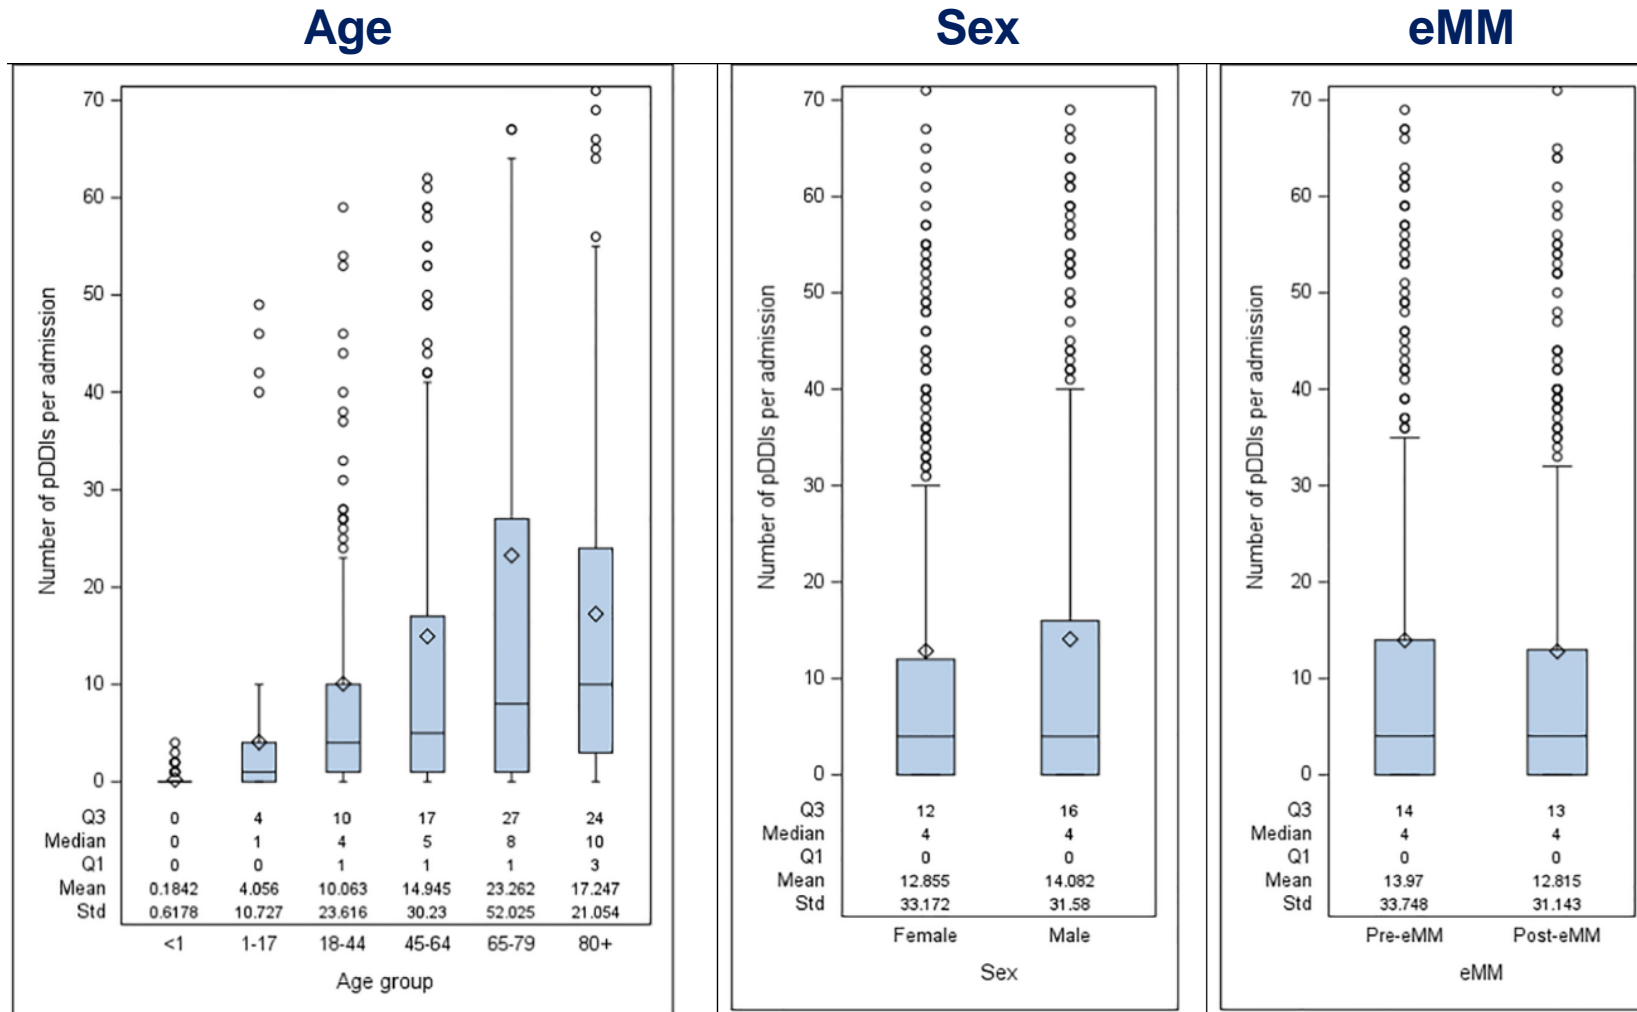 Age
Sex
eMM
Number of pDDIs per admission
70
60
50
40
30
20
10
0
Q3 0 4 10 17 27 24
Median 0 1 4 5 8 10
Q1 0 0 1 1 1 3
Mean 0.1842 4.056 10.063 14.945 23.262 17.247
Std 0.6178 10.727 23.616 30.23 52.025 21.054
<1 1-17 18-44 45-64 65-79 80+
Age group
Number of pDDIs per admission
70
60
50
40
30
20
10
0
Q3 12 16
Median 4 4
Q1 0 0
Mean 12.855 14.082
Std 33.172 31.58
Female Male
Sex
Number of pDDIs per admission
70
60
50
40
30
20
10
0
Q3 14 13
Median 4 4
Q1 0 0
Mean 13.97 12.815
Std 33.748 31.143
Pre-eMM Post-eMM
eMM